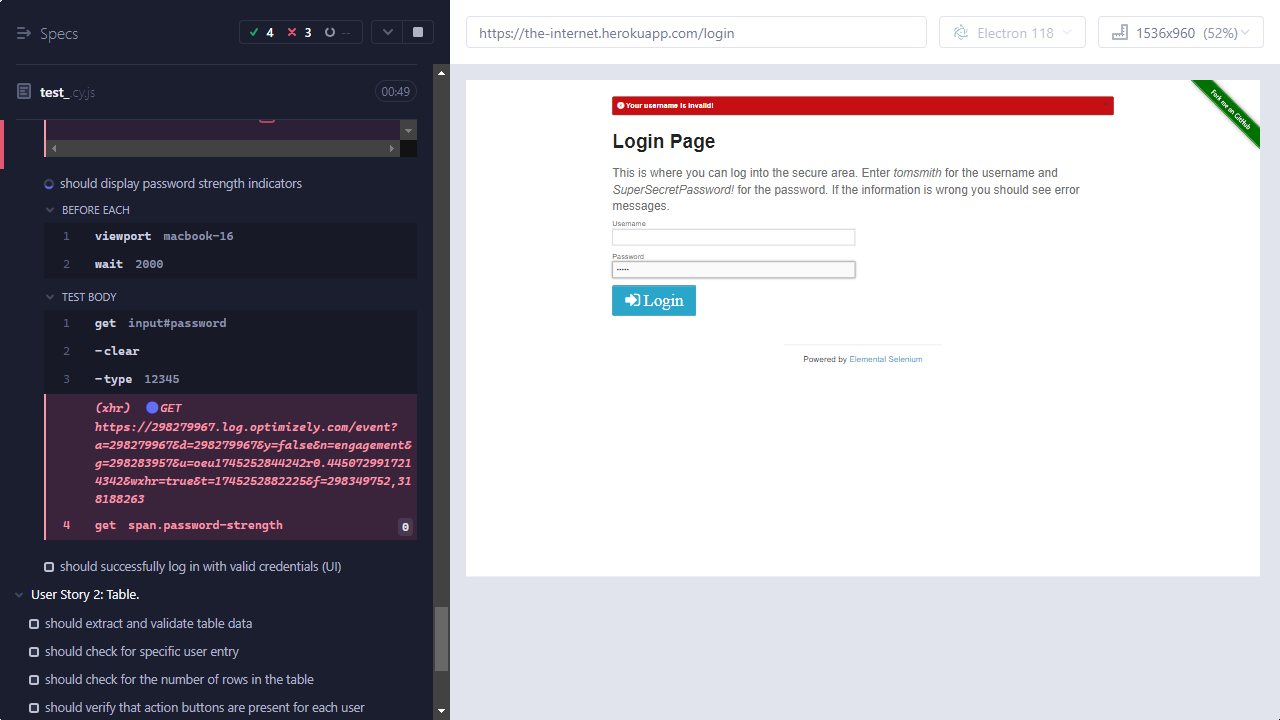 Specs
4 3 --
test_.cy.js
00:49
should display password strength indicators
BEFORE EACH
1 viewport macbook-16
2 wait 2000
TEST BODY
1 get input#password
2 -clear
3 -type 12345
(xhr) GET
https://298279967.log.optimizely.com/event?
a=298279967&d=298279967&y=false&n=engagement&
g=298283957&u=oeu1745252844242r0.445072991721
4342&wxhr=true&t=1745252882225&f=298349752,31
8188263
4 get span.password-strength 0
should successfully log in with valid credentials (UI)
User Story 2: Table.
should extract and validate table data
should check for specific user entry
should check for the number of rows in the table
should verify that action buttons are present for each user
https://the-internet.herokuapp.com/login
Electron 118
1536x960 (52%)
Your username is invalid!
Fork me on GitHub
Login Page
This is where you can log into the secure area. Enter tomsmith for the username and
SuperSecretPassword! for the password. If the information is wrong you should see error
messages.
Username
Password
•••••
Login
Powered by Elemental Selenium